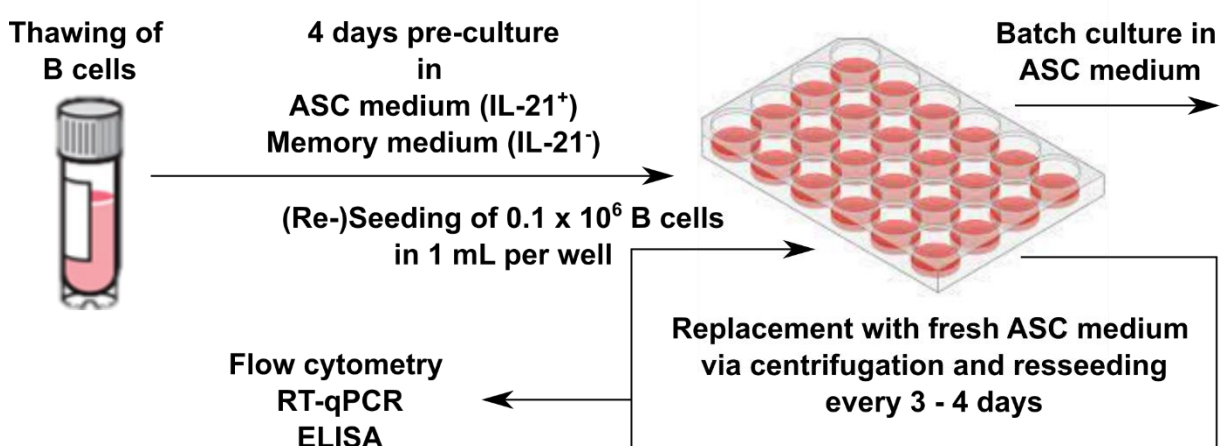 Thawing of
B cells
4 days pre-culture
in
ASC medium (IL-21⁺)
Memory medium (IL-21⁻)
Batch culture in
ASC medium
(Re-)Seeding of 0.1 x 10⁶ B cells
in 1 mL per well
Replacement with fresh ASC medium
via centrifugation and resseeding
every 3 - 4 days
Flow cytometry
RT-qPCR
ELISA